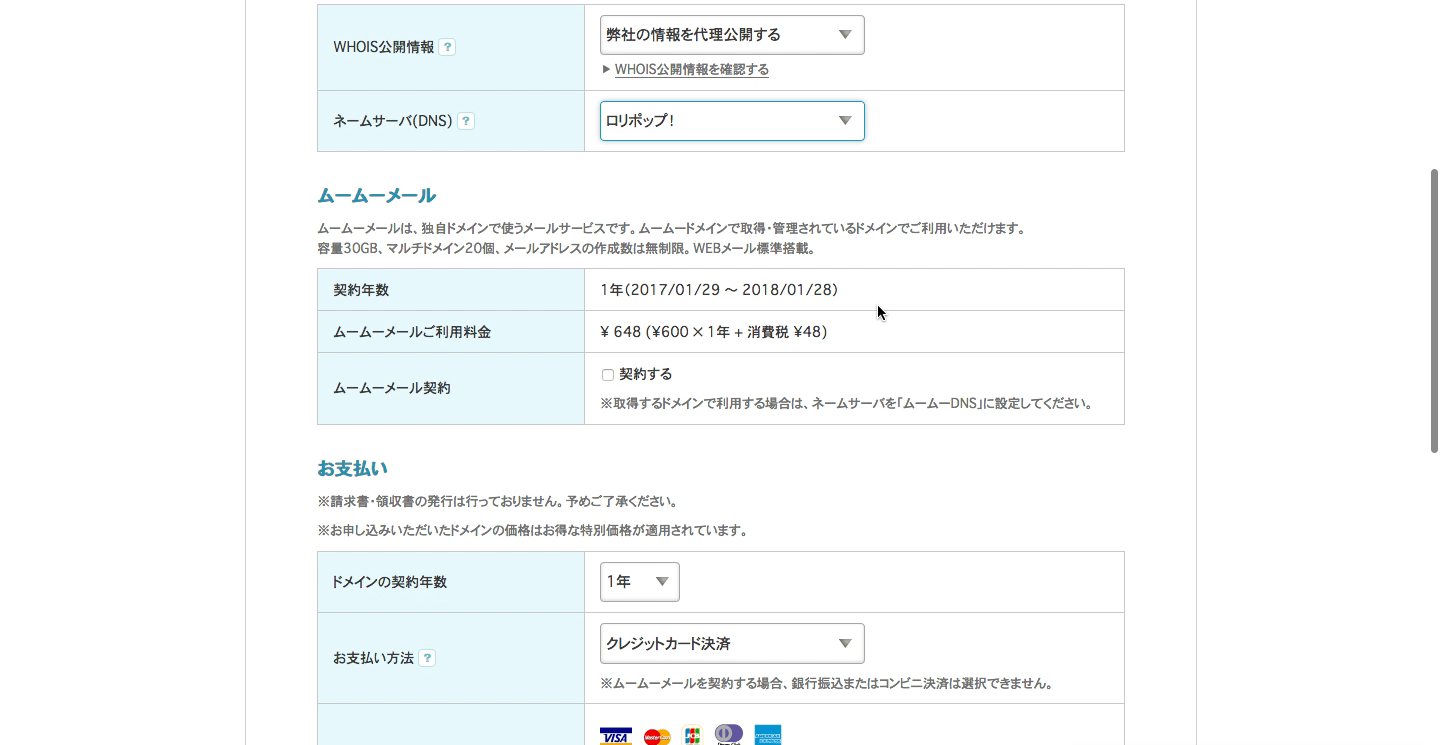 WHOIS公開情報 ?
弊社の情報を代理公開する
WHOIS公開情報を確認する
ネームサーバ(DNS) ?
ロリポップ!
ムームーメール
ムームーメールは、独自ドメインで使うメールサービスです。ムームードメインで取得・管理されているドメインでご利用いただけます。
容量30GB、マルチドメイン20個、メールアドレスの作成数は無制限。WEBメール標準搭載。
契約年数
1年(2017/01/29 〜 2018/01/28)
ムームーメールご利用料金
¥ 648 (¥600 × 1年 + 消費税 ¥48)
ムームーメール契約
契約する
※取得するドメインで利用する場合は、ネームサーバを「ムームーDNS」に設定してください。
お支払い
※請求書・領収書の発行は行っておりません。予めご了承ください。
※お申し込みいただいたドメインの価格はお得な特別価格が適用されています。
ドメインの契約年数
1年
お支払い方法 ?
クレジットカード決済
※ムームーメールを契約する場合、銀行振込またはコンビニ決済は選択できません。
VISA MasterCard JCB